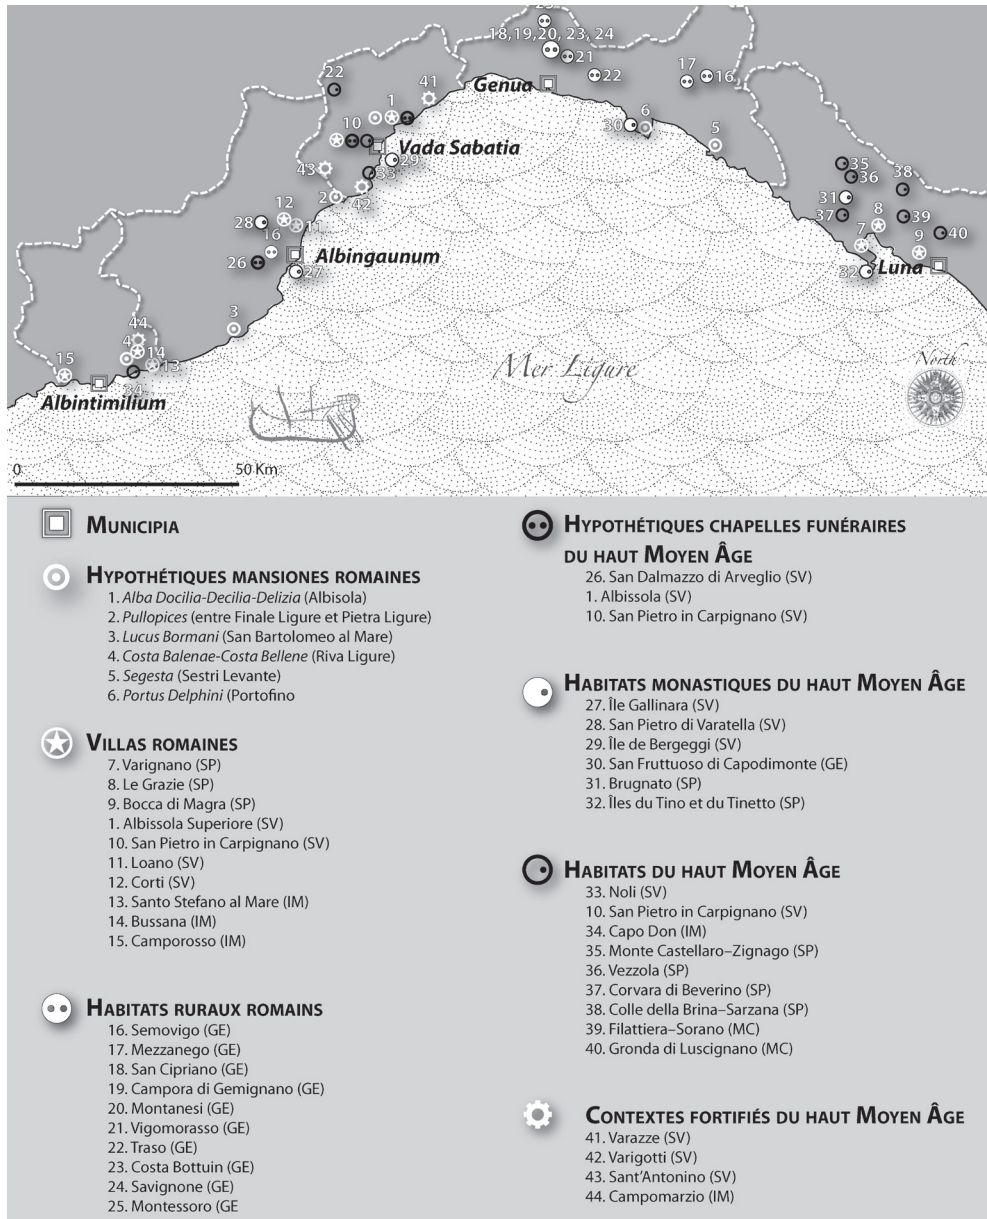 25
18,19,20, 23, 24
21
22
17
16
22
41
Genua
1
10
30
6
5
Vada Sabatia
29
33
43
42
2
35
36
38
31
37
8
39
40
12
28
11
16
26
Albingaunum
27
7
9
32
Luna
3
44
4
14
13
15
34
Mer Ligure
North
Albintimilium
0
50 Km
Municipia
Hypothétiques mansiones romaines
1. Alba Docilia-Decilia-Delizia (Albisola)
2. Pullopices (entre Finale Ligure et Pietra Ligure)
3. Lucus Bormani (San Bartolomeo al Mare)
4. Costa Balenae-Costa Bellene (Riva Ligure)
5. Segesta (Sestri Levante)
6. Portus Delphini (Portofino
Villas romaines
7. Varignano (SP)
8. Le Grazie (SP)
9. Bocca di Magra (SP)
1. Albissola Superiore (SV)
10. San Pietro in Carpignano (SV)
11. Loano (SV)
12. Corti (SV)
13. Santo Stefano al Mare (IM)
14. Bussana (IM)
15. Camporosso (IM)
Habitats ruraux romains
16. Semovigo (GE)
17. Mezzanego (GE)
18. San Cipriano (GE)
19. Campora di Gemignano (GE)
20. Montanesi (GE)
21. Vigomorasso (GE)
22. Traso (GE)
23. Costa Bottuin (GE)
24. Savignone (GE)
25. Montessoro (GE
Hypothétiques chapelles funéraires
du haut Moyen Âge
26. San Dalmazzo di Arveglio (SV)
1. Albissola (SV)
10. San Pietro in Carpignano (SV)
Habitats monastiques du haut Moyen Âge
27. Île Gallinara (SV)
28. San Pietro di Varatella (SV)
29. Île de Bergeggi (SV)
30. San Fruttuoso di Capodimonte (GE)
31. Brugnato (SP)
32. Îles du Tino et du Tinetto (SP)
Habitats du haut Moyen Âge
33. Noli (SV)
10. San Pietro in Carpignano (SV)
34. Capo Don (IM)
35. Monte Castellaro–Zignago (SP)
36. Vezzola (SP)
37. Corvara di Beverino (SP)
38. Colle della Brina–Sarzana (SP)
39. Filattiera–Sorano (MC)
40. Gronda di Luscignano (MC)
Contextes fortifiés du haut Moyen Âge
41. Varazze (SV)
42. Varigotti (SV)
43. Sant'Antonino (SV)
44. Campomarzio (IM)